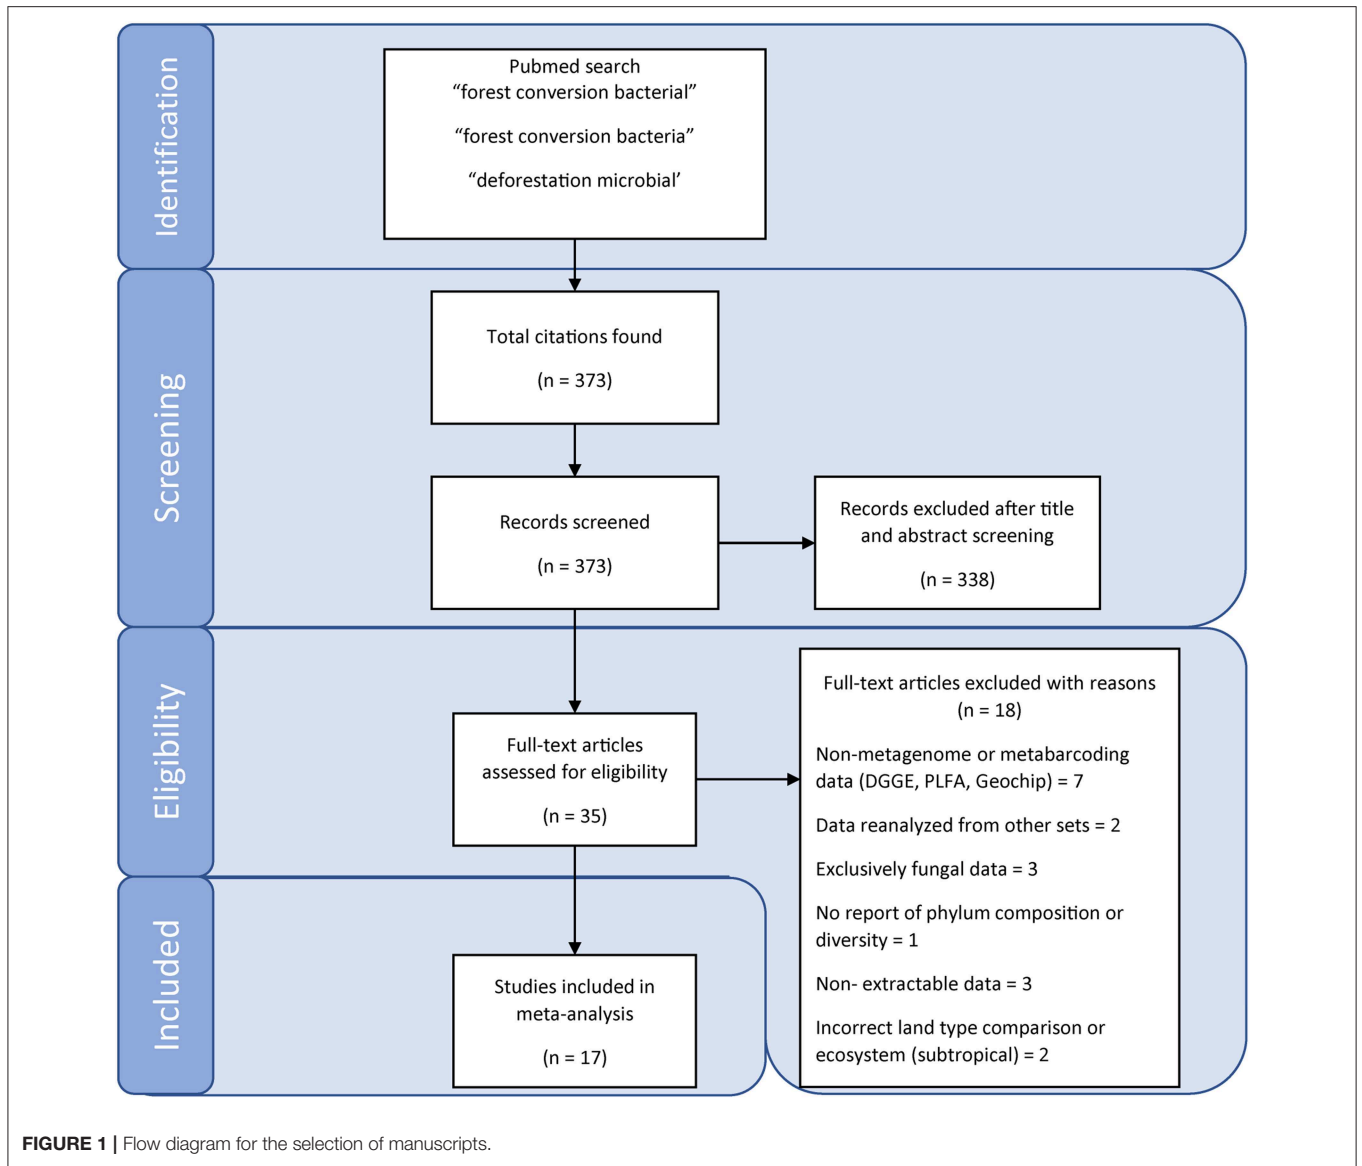 Identification
Pubmed search
“forest conversion bacterial”
“forest conversion bacteria”
“deforestation microbial’
Screening
Total citations found
(n = 373)
Records screened
(n = 373)
Records excluded after title
and abstract screening
(n = 338)
Eligibility
Full-text articles
assessed for eligibility
(n = 35)
Full-text articles excluded with reasons
(n = 18)
Non-metagenome or metabarcoding
data (DGGE, PLFA, Geochip) = 7
Data reanalyzed from other sets = 2
Exclusively fungal data = 3
No report of phylum composition or
diversity = 1
Non- extractable data = 3
Incorrect land type comparison or
ecosystem (subtropical) = 2
Included
Studies included in
meta-analysis
(n = 17)
FIGURE 1 | Flow diagram for the selection of manuscripts.